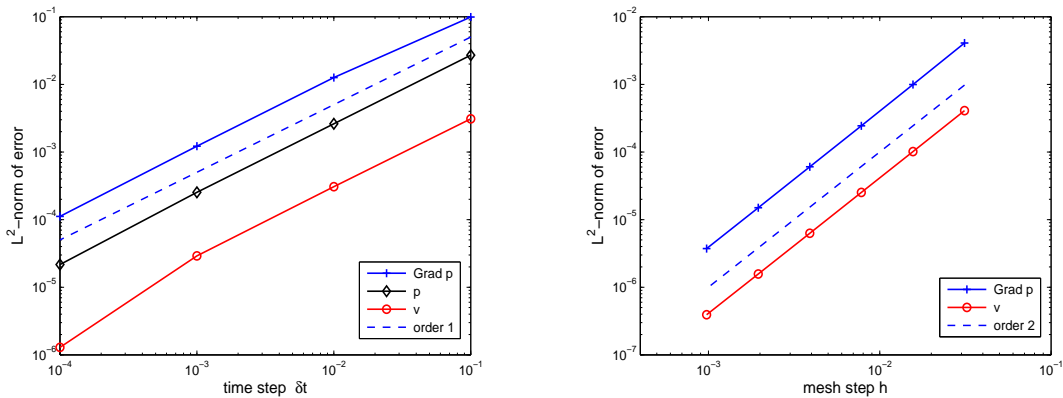 10^-1
10^-2
10^-3
10^-4
10^-5
10^-6
L^2−norm of error
10^-4
10^-3
10^-2
10^-1
time step δt
Grad p
p
v
order 1
10^-2
10^-3
10^-4
10^-5
10^-6
10^-7
L^2−norm of error
10^-3
10^-2
10^-1
mesh step h
Grad p
v
order 2